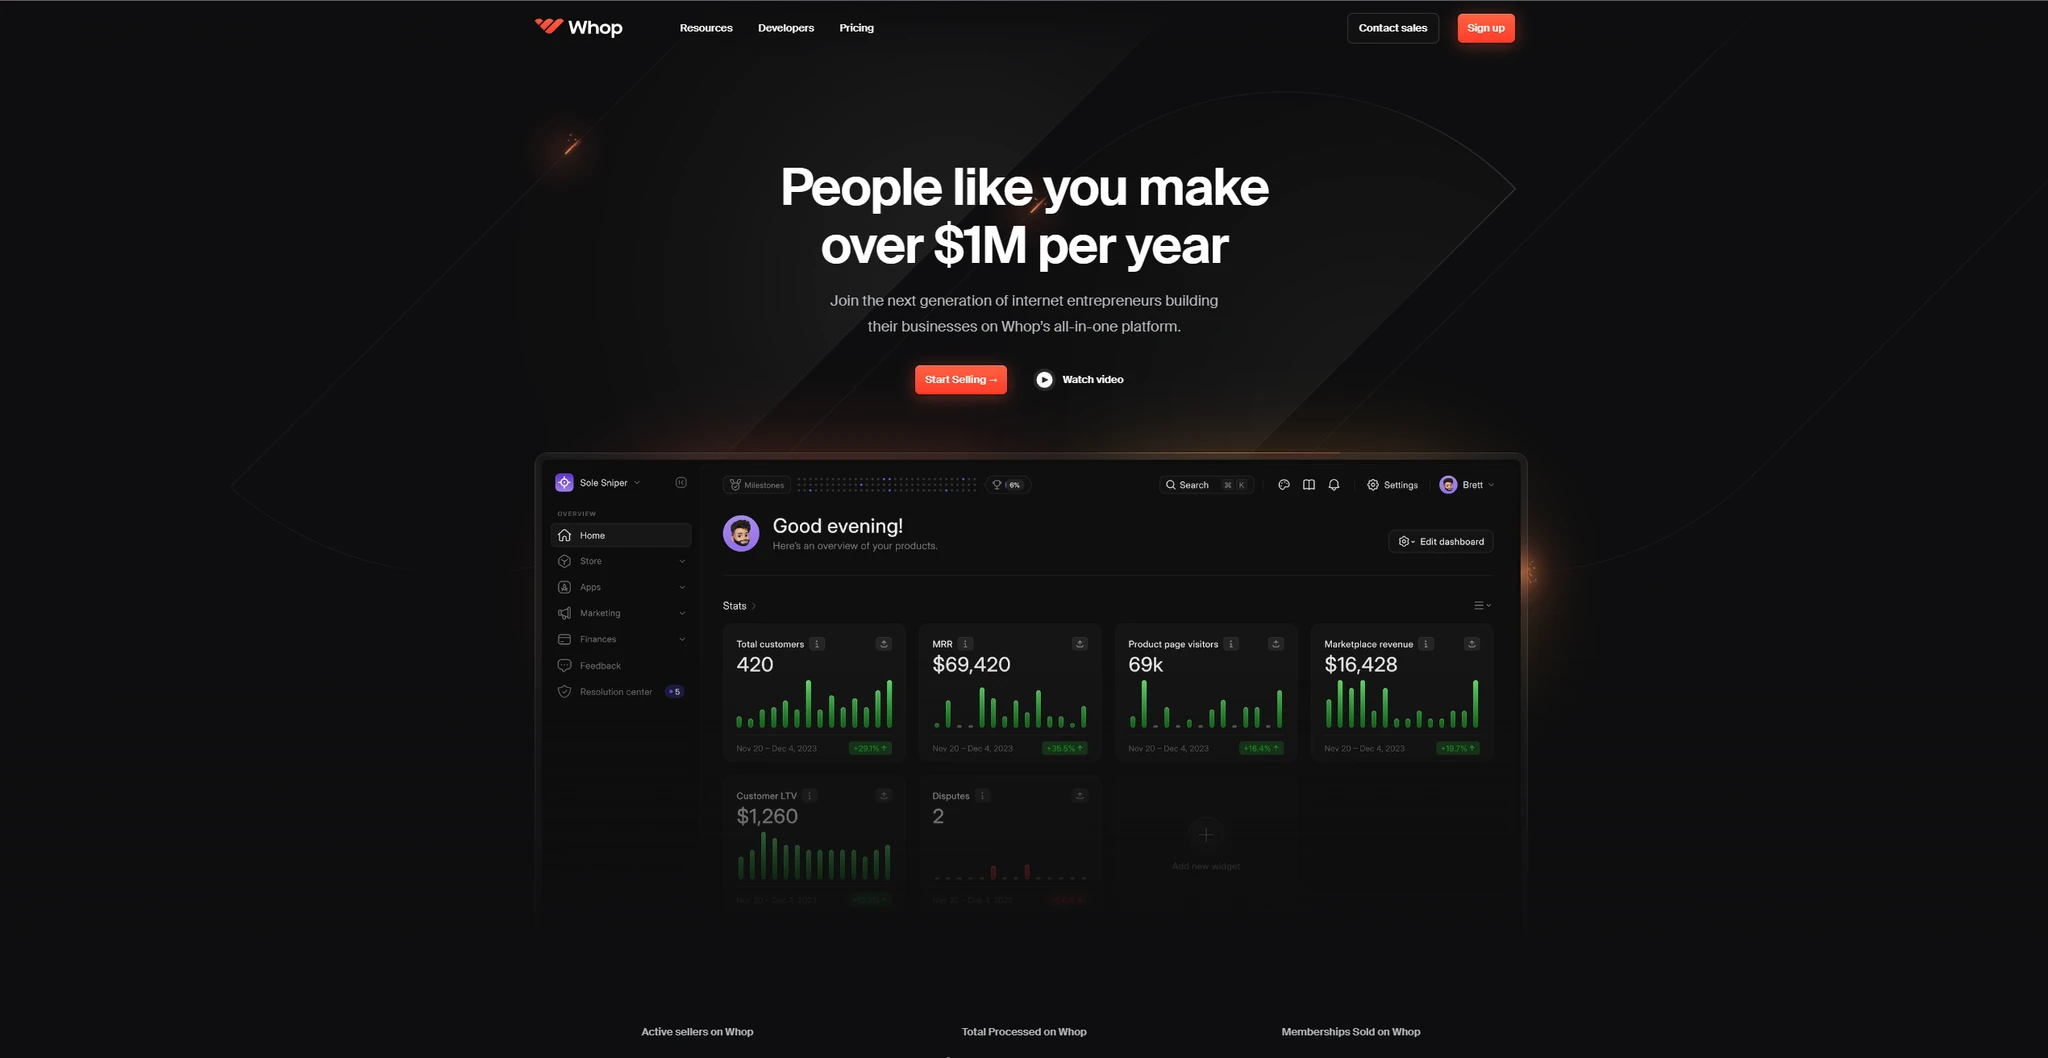 Whop
Resources
Developers
Pricing
Contact sales
Sign up
People like you make
over $1M per year
Join the next generation of internet entrepreneurs building
their businesses on Whop's all-in-one platform.
Start Selling →
Watch video
Sole Sniper
Milestones
6%
Search ⌘ K
Settings
Brett
OVERVIEW
Home
Store
Apps
Marketing
Finances
Feedback
Resolution center 5
Good evening!
Here's an overview of your products.
Edit dashboard
Stats
Total customers
420
Nov 20 – Dec 4, 2023
+29.1% ↑
MRR
$69,420
Nov 20 – Dec 4, 2023
+35.5% ↑
Product page visitors
69k
Nov 20 – Dec 4, 2023
+16.4% ↑
Marketplace revenue
$16,428
Nov 20 – Dec 4, 2023
+19.7% ↑
Customer LTV
$1,260
Nov 20 – Dec 4, 2023
Disputes
2
Nov 20 – Dec 4, 2023
Add new widget
Active sellers on Whop
Total Processed on Whop
Memberships Sold on Whop